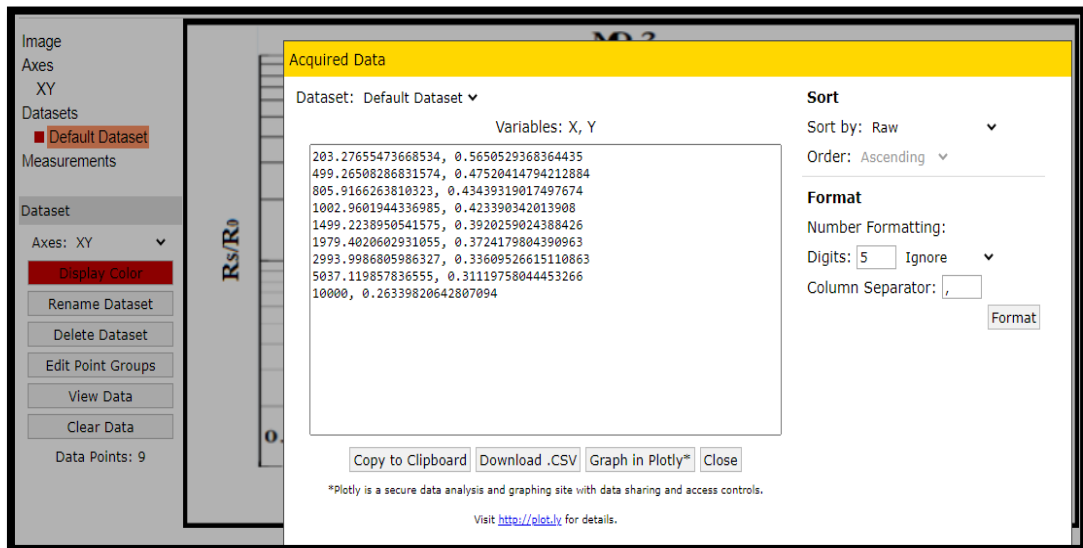 Image
Axes
XY
Datasets
Default Dataset
Measurements
Dataset
Axes: XY
Display Color
Rename Dataset
Delete Dataset
Edit Point Groups
View Data
Clear Data
Data Points: 9
Rs/R0
0.
Acquired Data
Dataset: Default Dataset
Variables: X, Y
203.27655473668534, 0.5650529368364435
499.26508286831574, 0.47520414794212884
805.9166263810323, 0.43439319017497674
1002.9601944336985, 0.423390342013908
1499.2238950541575, 0.3920259024388426
1979.4020602931055, 0.3724179804390963
2993.9986805986327, 0.33609526615110863
5037.119857836555, 0.31119758044453266
10000, 0.26339820642807094
Copy to Clipboard
Download .CSV
Graph in Plotly*
Close
*Plotly is a secure data analysis and graphing site with data sharing and access controls.
Visit http://plot.ly for details.
Sort
Sort by: Raw
Order: Ascending
Format
Number Formatting:
Digits: 5 Ignore
Column Separator: ,
Format